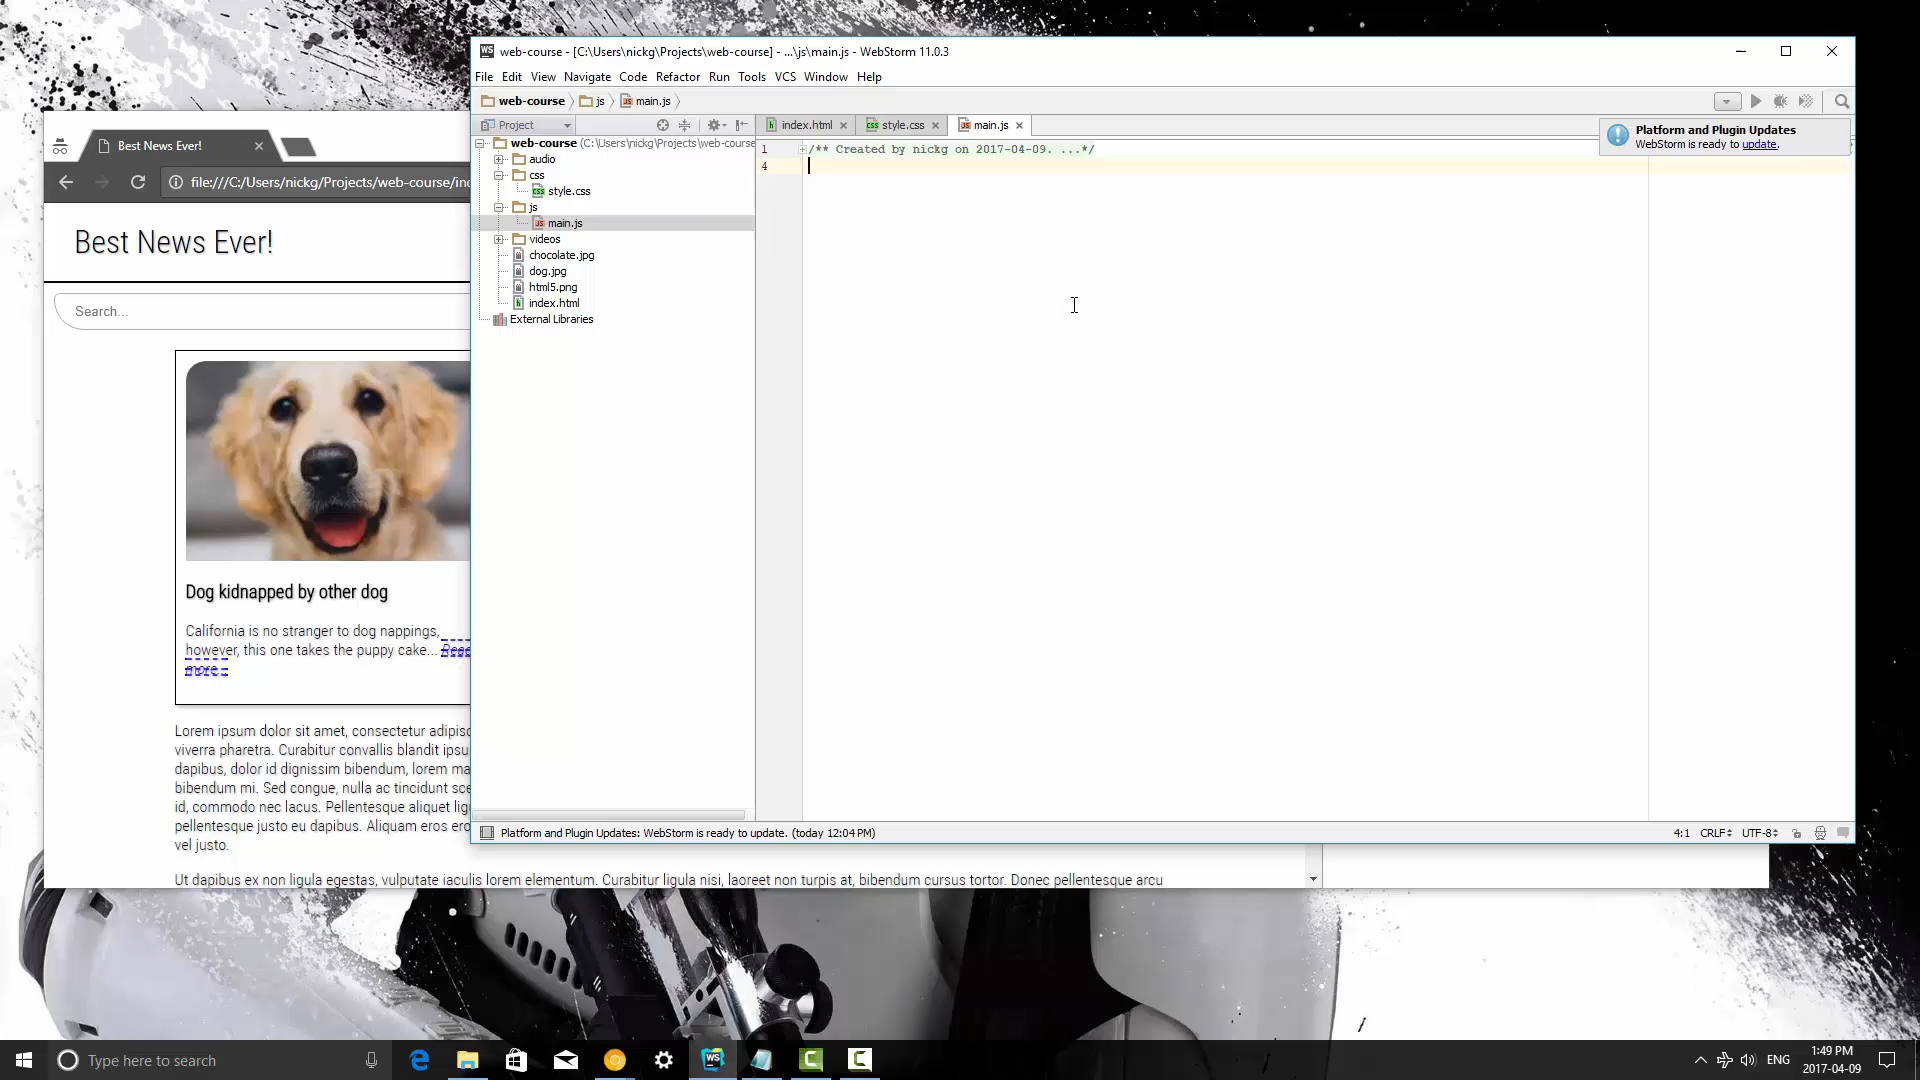 web-course - [C:\Users\nickg\Projects\web-course] - ...\js\main.js - WebStorm 11.0.3
File Edit View Navigate Code Refactor Run Tools VCS Window Help
web-course js main.js
Project
index.html style.css main.js
Platform and Plugin Updates
WebStorm is ready to update.
web-course (C:\Users\nickg\Projects\web-course
audio
css
style.css
js
main.js
videos
chocolate.jpg
dog.jpg
html5.png
index.html
External Libraries
1 /** Created by nickg on 2017-04-09. ...*/
4
Platform and Plugin Updates: WebStorm is ready to update. (today 12:04 PM)
4:1 CRLF UTF-8
Best News Ever!
file:///C:/Users/nickg/Projects/web-course/in
Best News Ever!
Search...
Dog kidnapped by other dog
California is no stranger to dog nappings,
however, this one takes the puppy cake... Read
more...
Lorem ipsum dolor sit amet, consectetur adipisc
viverra pharetra. Curabitur convallis blandit ipsu
dapibus, dolor id dignissim bibendum, lorem ma
bibendum mi. Sed congue, nulla ac tincidunt sce
id, commodo nec lacus. Pellentesque aliquet lig
pellentesque justo eu dapibus. Aliquam eros ero
vel justo.
Ut dapibus ex non ligula egestas, vulputate iaculis lorem elementum. Curabitur ligula nisi, laoreet non turpis at, bibendum cursus tortor. Donec pellentesque arcu
Type here to search
ENG
1:49 PM
2017-04-09